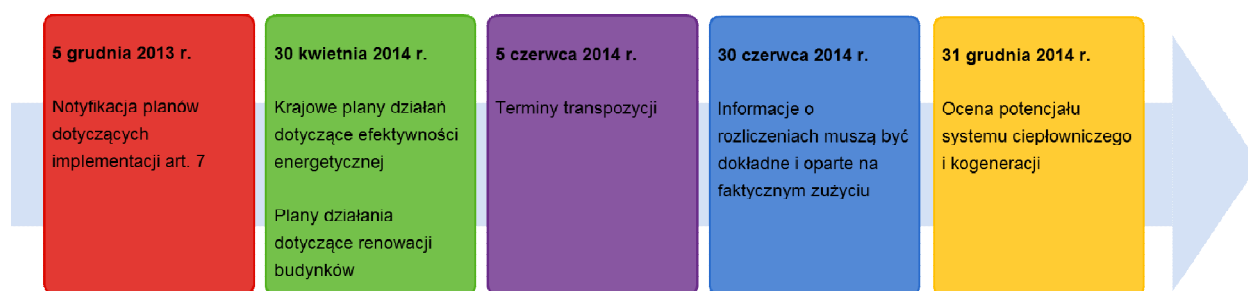 5 grudnia 2013 r.
Notyfikacja planów
dotyczących
implementacji art. 7
30 kwietnia 2014 r.
Krajowe plany działań
dotyczące efektywności
energetycznej
Plany działania
dotyczące renowacji
budynków
5 czerwca 2014 r.
Terminy transpozycji
30 czerwca 2014 r.
Informacje o
rozliczeniach muszą być
dokładne i oparte na
faktycznym zużyciu
31 grudnia 2014 r.
Ocena potencjału
systemu ciepłowniczego
i kogeneracji